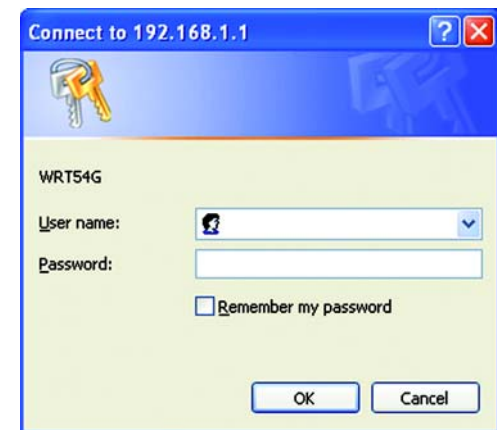 Connect to 192.168.1.1
WRT54G
User name:
Password:
Remember my password
OK Cancel